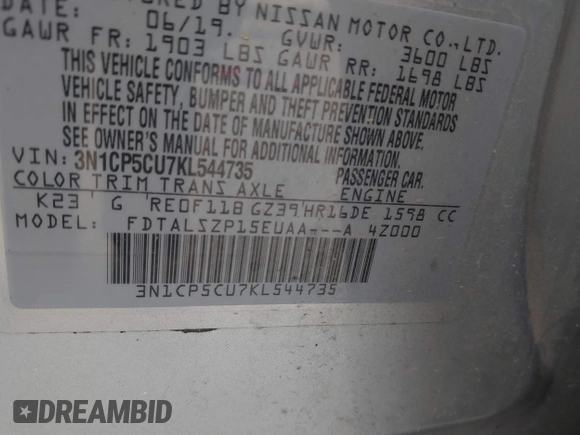 DATE: BY NISSAN MOTOR CO.,LTD.
06/19. GVWR: 3600 LBS
GAWR FR: 1903 LBS GAWR RR: 1698 LBS
THIS VEHICLE CONFORMS TO ALL APPLICABLE FEDERAL MOTOR
VEHICLE SAFETY, BUMPER AND THEFT PREVENTION STANDARDS
IN EFFECT ON THE DATE OF MANUFACTURE SHOWN ABOVE.
SEE OWNER'S MANUAL FOR ADDITIONAL INFORMATION
VIN: 3N1CP5CU7KL544735 PASSENGER CAR.
COLOR TRIM TRANS AXLE ENGINE
K23 G RE0F11B GZ39 HR16DE 1598 CC
MODEL: FDTALSZP15EUAA---A 4Z000
3N1CP5CU7KL544735
DREAMBID